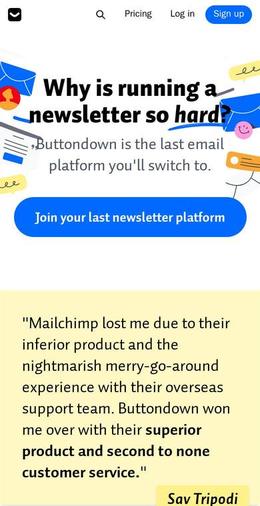 Pricing Log in Sign up
Why is running a
newsletter so hard?
Buttondown is the last email
platform you'll switch to.
Join your last newsletter platform
"Mailchimp lost me due to their
inferior product and the
nightmarish merry-go-around
experience with their overseas
support team. Buttondown won
me over with their superior
product and second to none
customer service."
Sav Tripodi